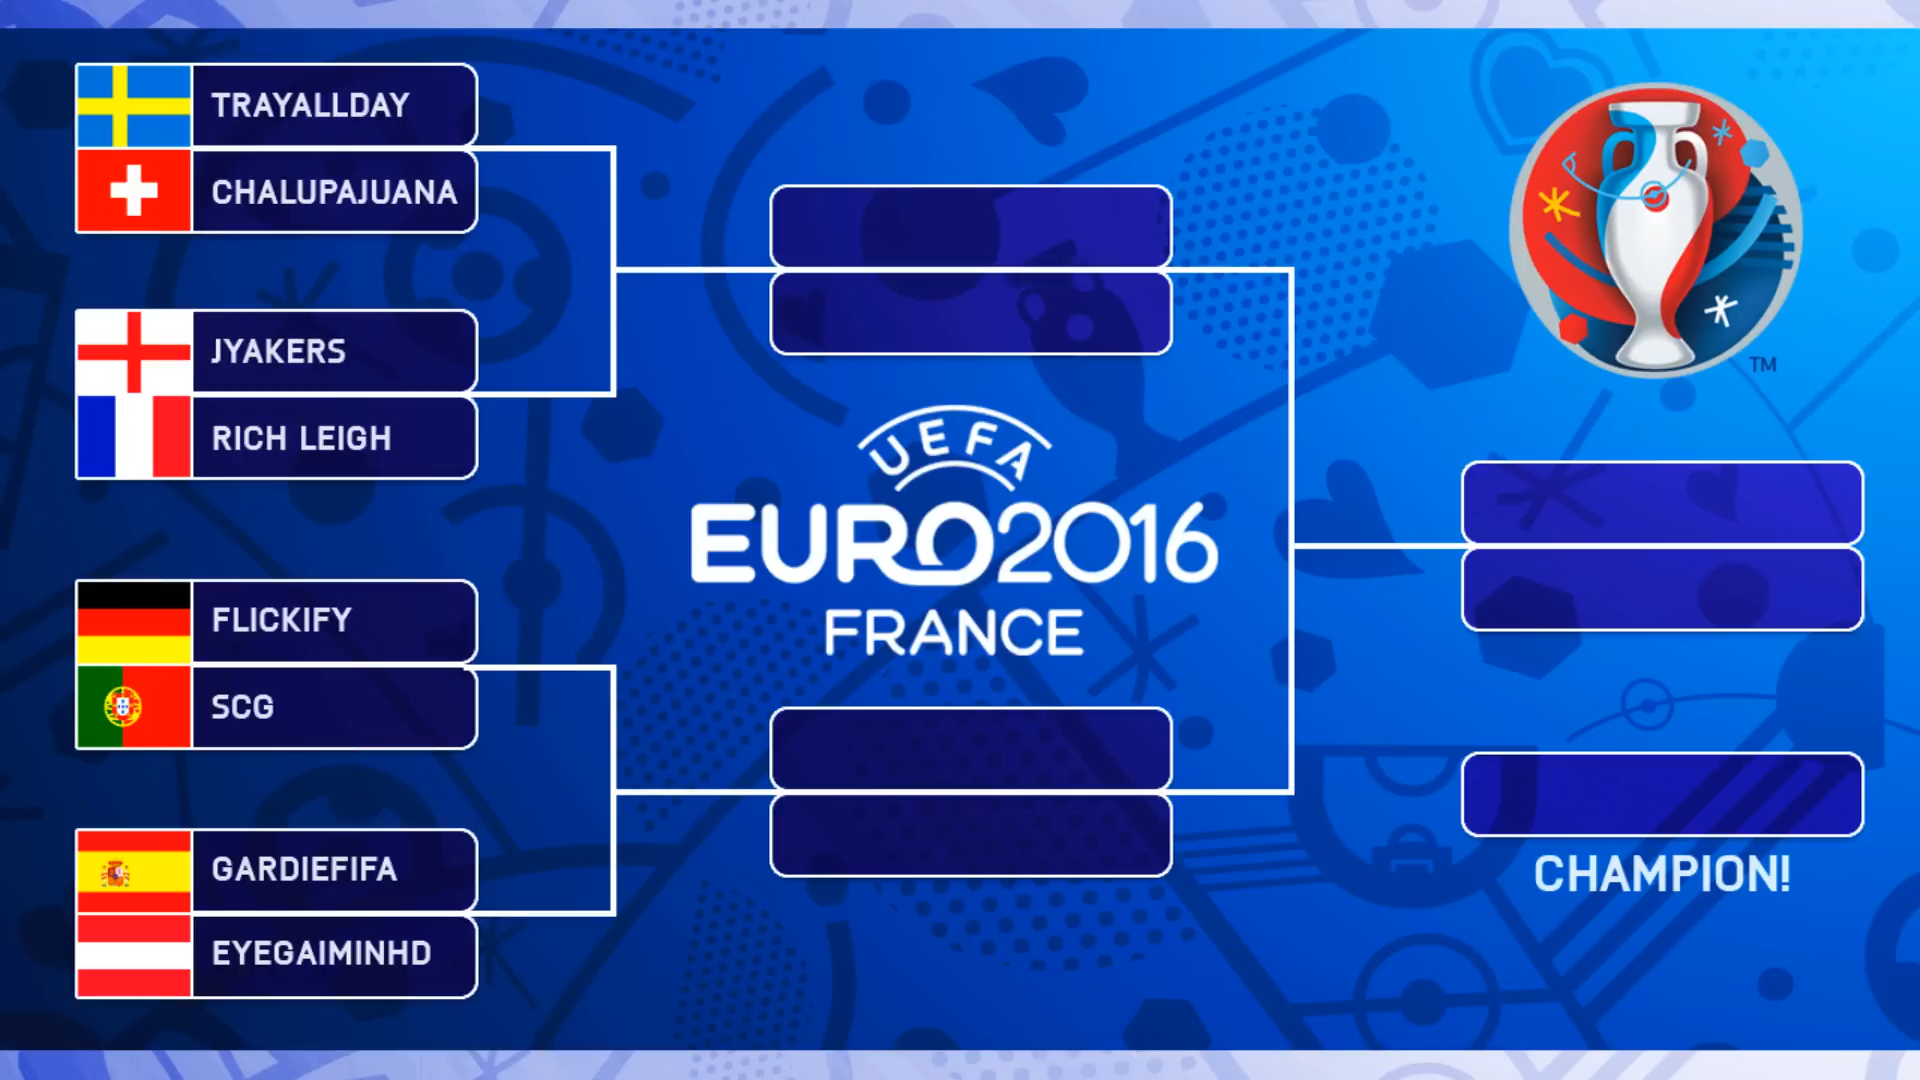 TRAYALLDAY
CHALUPAJUANA
JYAKERS
RICH LEIGH
FLICKIFY
SCG
GARDIEFIFA
EYEGAIMINHD
UEFA
EURO2016
FRANCE
TM
CHAMPION!